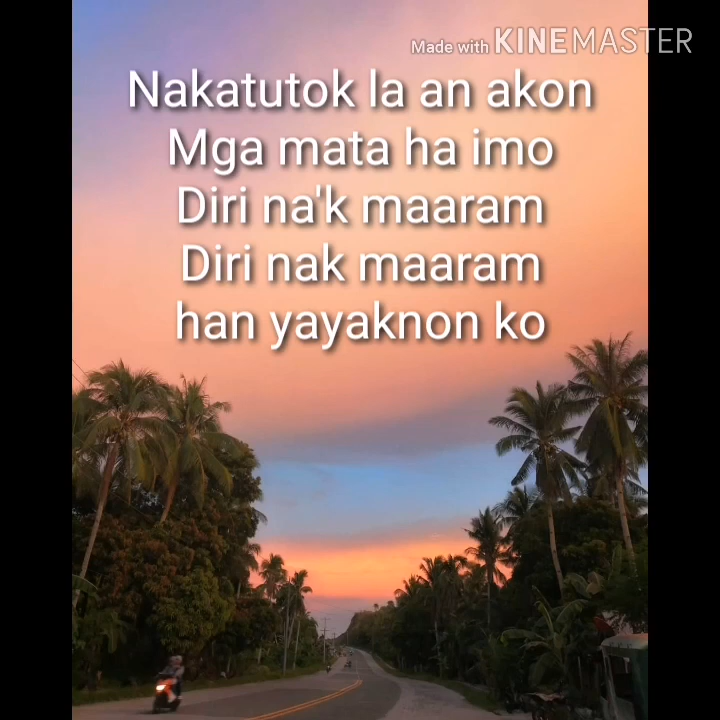 Made with KINEMASTER
Nakatutok la an akon
Mga mata ha imo
Diri na'k maaram
Diri nak maaram
han yayaknon ko